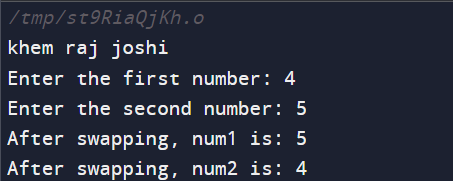 /tmp/st9RiaQjKh.o
khem raj joshi
Enter the first number: 4
Enter the second number: 5
After swapping, num1 is: 5
After swapping, num2 is: 4